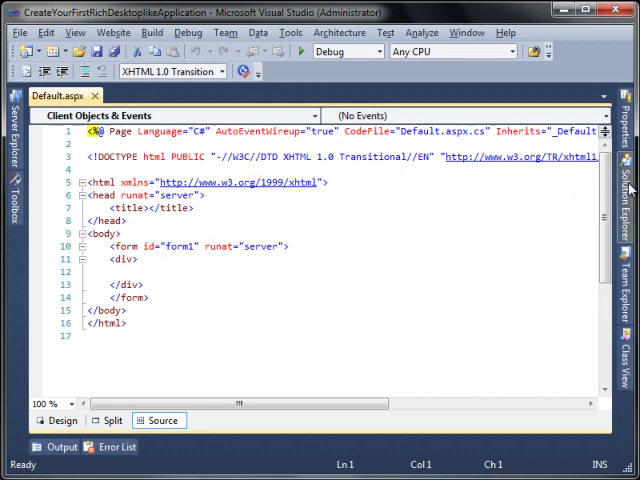 CreateYourFirstRichDesktoplikeApplication - Microsoft Visual Studio (Administrator)
File Edit View Website Build Debug Team Data Tools Architecture Test Analyze Window Help
Debug Any CPU
XHTML 1.0 Transition
Default.aspx
Client Objects & Events (No Events)
1 <%@ Page Language="C#" AutoEventWireup="true" CodeFile="Default.aspx.cs" Inherits="_Default
2
3 <!DOCTYPE html PUBLIC "-//W3C//DTD XHTML 1.0 Transitional//EN" "http://www.w3.org/TR/xhtml1/
4
5 <html xmlns="http://www.w3.org/1999/xhtml">
6 <head runat="server">
7 <title></title>
8 </head>
9 <body>
10 <form id="form1" runat="server">
11 <div>
12
13 </div>
14 </form>
15 </body>
16 </html>
17
100 %
Design Split Source
Output Error List
Ready Ln 1 Col 1 Ch 1 INS
Server Explorer
Toolbox
Properties
Solution Explorer
Team Explorer
Class View